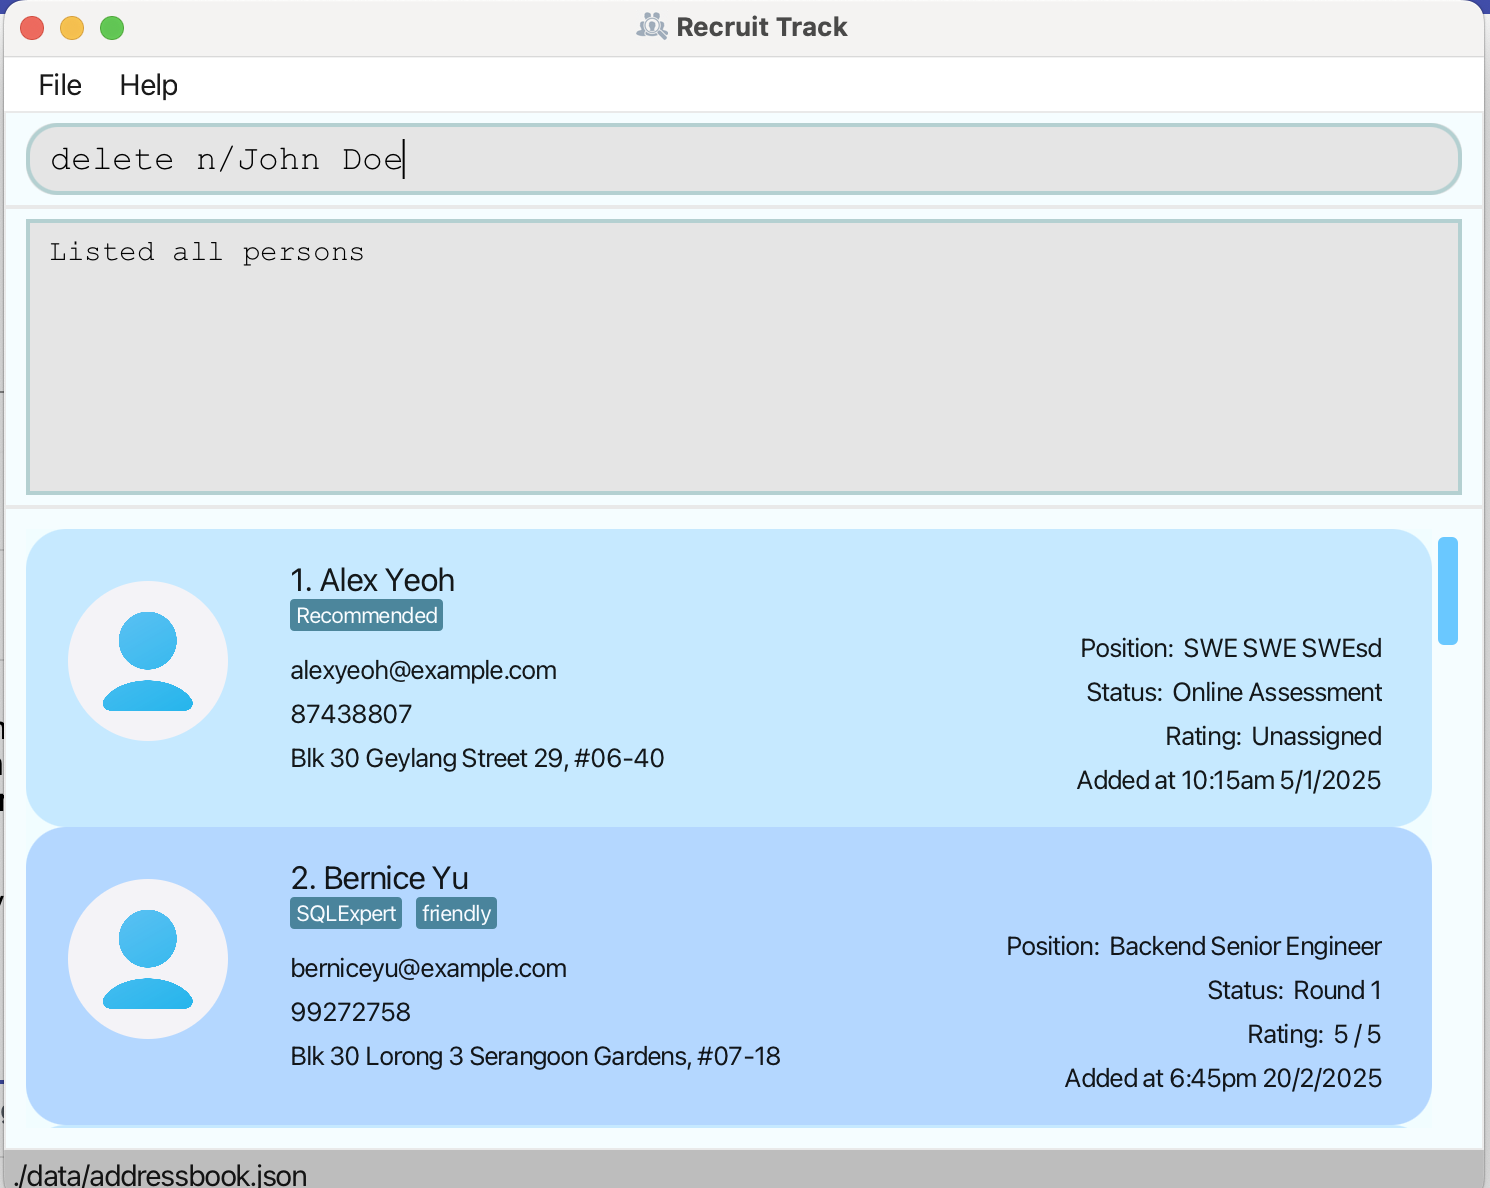 Recruit Track
File Help
delete n/John Doe
Listed all persons
1. Alex Yeoh
Recommended
alexyeoh@example.com
87438807
Blk 30 Geylang Street 29, #06-40
Position: SWE SWE SWEsd
Status: Online Assessment
Rating: Unassigned
Added at 10:15am 5/1/2025
2. Bernice Yu
SQLExpert friendly
berniceyu@example.com
99272758
Blk 30 Lorong 3 Serangoon Gardens, #07-18
Position: Backend Senior Engineer
Status: Round 1
Rating: 5 / 5
Added at 6:45pm 20/2/2025
./data/addressbook.json